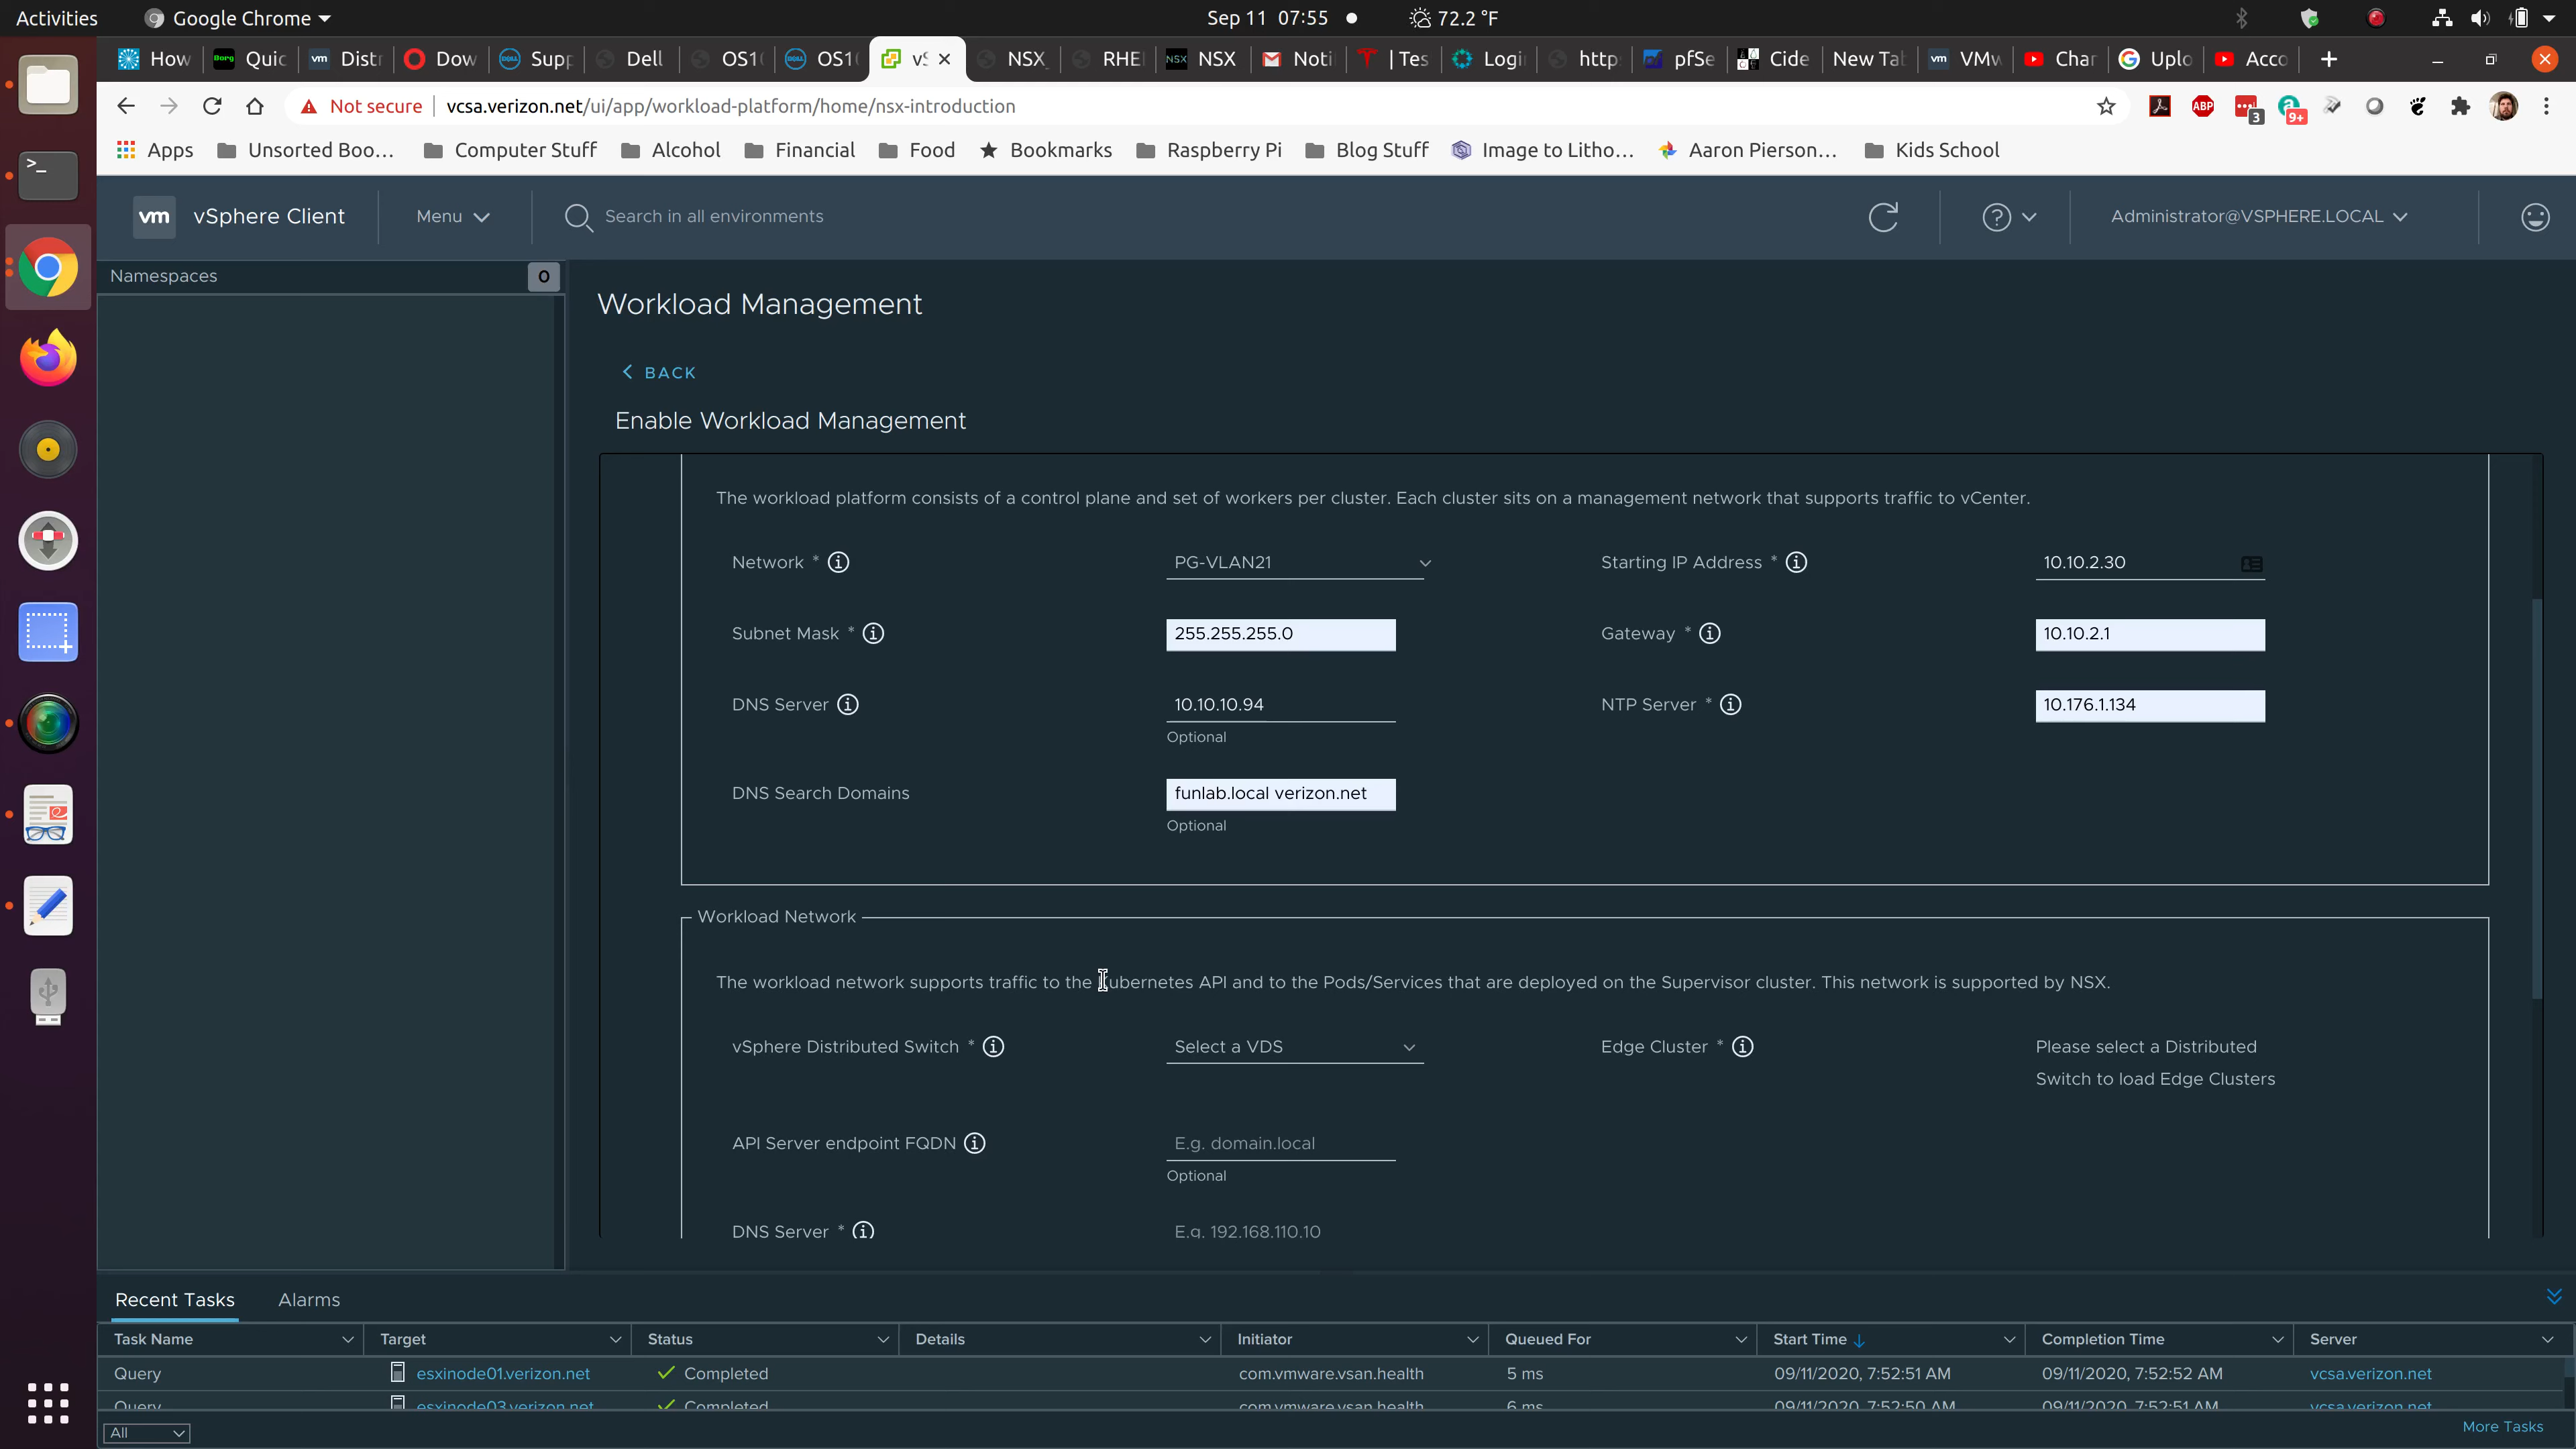 Activities
Google Chrome
Sep 11 07:55
72.2 °F
How
Quic
vm Distr
Dow
Supp
Dell
OS1
OS1
vS
NSX
RHE
NSX NSX
Noti
| Tes
Logi
http
pfSe
Cide
New Ta
vm VMw
Char
Uplo
Acco
Not secure
vcsa.verizon.net/ui/app/workload-platform/home/nsx-introduction
ABP
3
9+
Apps
Unsorted Boo...
Computer Stuff
Alcohol
Financial
Food
Bookmarks
Raspberry Pi
Blog Stuff
Image to Litho...
Aaron Pierson...
Kids School
vm vSphere Client
Menu
Search in all environments
Administrator@VSPHERE.LOCAL
Namespaces 0
Workload Management
BACK
Enable Workload Management
The workload platform consists of a control plane and set of workers per cluster. Each cluster sits on a management network that supports traffic to vCenter.
Network * PG-VLAN21 Starting IP Address * 10.10.2.30
Subnet Mask * 255.255.255.0 Gateway * 10.10.2.1
DNS Server 10.10.10.94 NTP Server * 10.176.1.134
Optional
DNS Search Domains funlab.local verizon.net
Optional
Workload Network
The workload network supports traffic to the Kubernetes API and to the Pods/Services that are deployed on the Supervisor cluster. This network is supported by NSX.
vSphere Distributed Switch * Select a VDS Edge Cluster * Please select a Distributed
Switch to load Edge Clusters
API Server endpoint FQDN E.g. domain.local
Optional
DNS Server * E.g. 192.168.110.10
Recent Tasks Alarms
Task Name Target Status Details Initiator Queued For Start Time Completion Time Server
Query esxinode01.verizon.net Completed com.vmware.vsan.health 5 ms 09/11/2020, 7:52:51 AM 09/11/2020, 7:52:52 AM vcsa.verizon.net
Query esxinode03.verizon.net Completed com.vmware.vsan.health 6 ms 09/11/2020, 7:52:50 AM 09/11/2020, 7:52:51 AM vcsa.verizon.net
All More Tasks